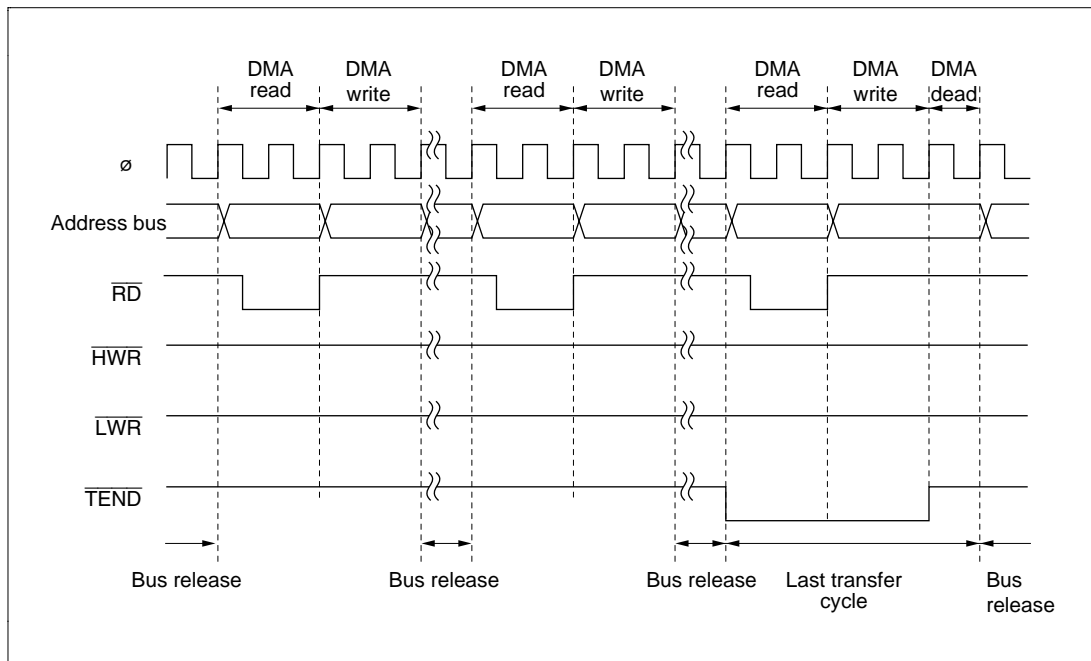 DMA read
DMA write
DMA read
DMA write
DMA read
DMA write
DMA dead
ø
Address bus
RD
HWR
LWR
TEND
Bus release
Bus release
Bus release
Last transfer cycle
Bus release